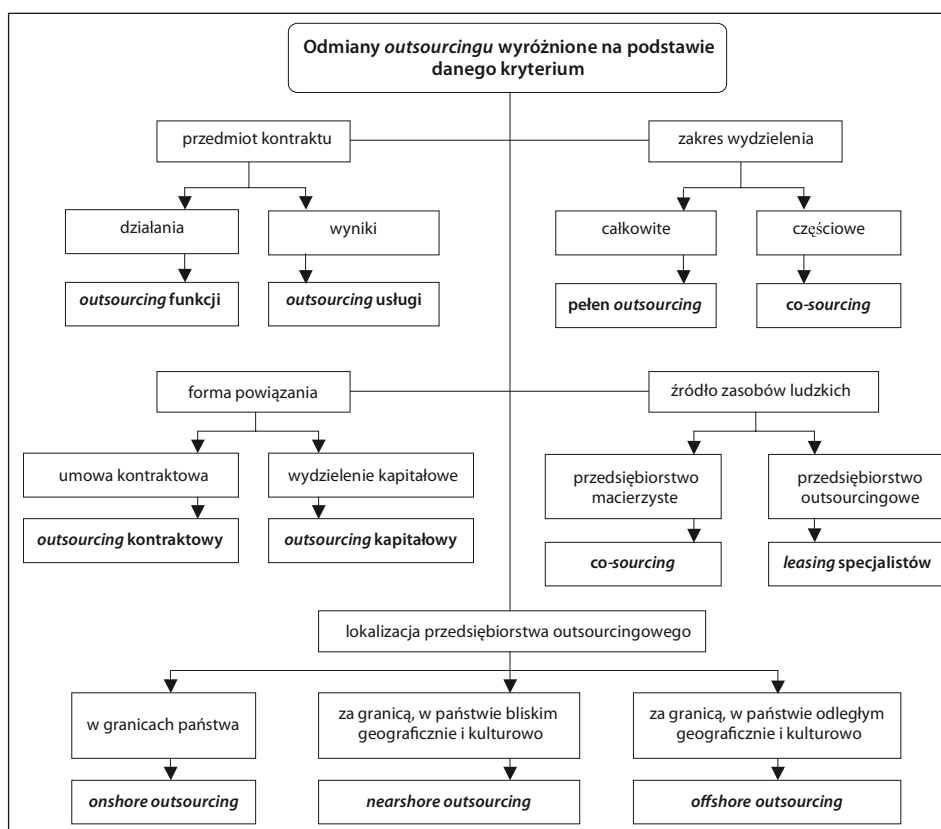 Odmiany outsourcingu wyróżnione na podstawie
danego kryterium
przedmiot kontraktu
zakres wydzielenia
działania
wyniki
całkowite
częściowe
outsourcing funkcji
outsourcing usługi
pełen outsourcing
co-sourcing
forma powiązania
źródło zasobów ludzkich
umowa kontraktowa
wydzielenie kapitałowe
przedsiębiorstwo
macierzyste
przedsiębiorstwo
outsourcingowe
outsourcing kontraktowy
outsourcing kapitałowy
co-sourcing
leasing specjalistów
lokalizacja przedsiębiorstwa outsourcingowego
w granicach państwa
za granicą, w państwie bliskim
geograficznie i kulturowo
za granicą, w państwie odległym
geograficznie i kulturowo
onshore outsourcing
nearshore outsourcing
offshore outsourcing